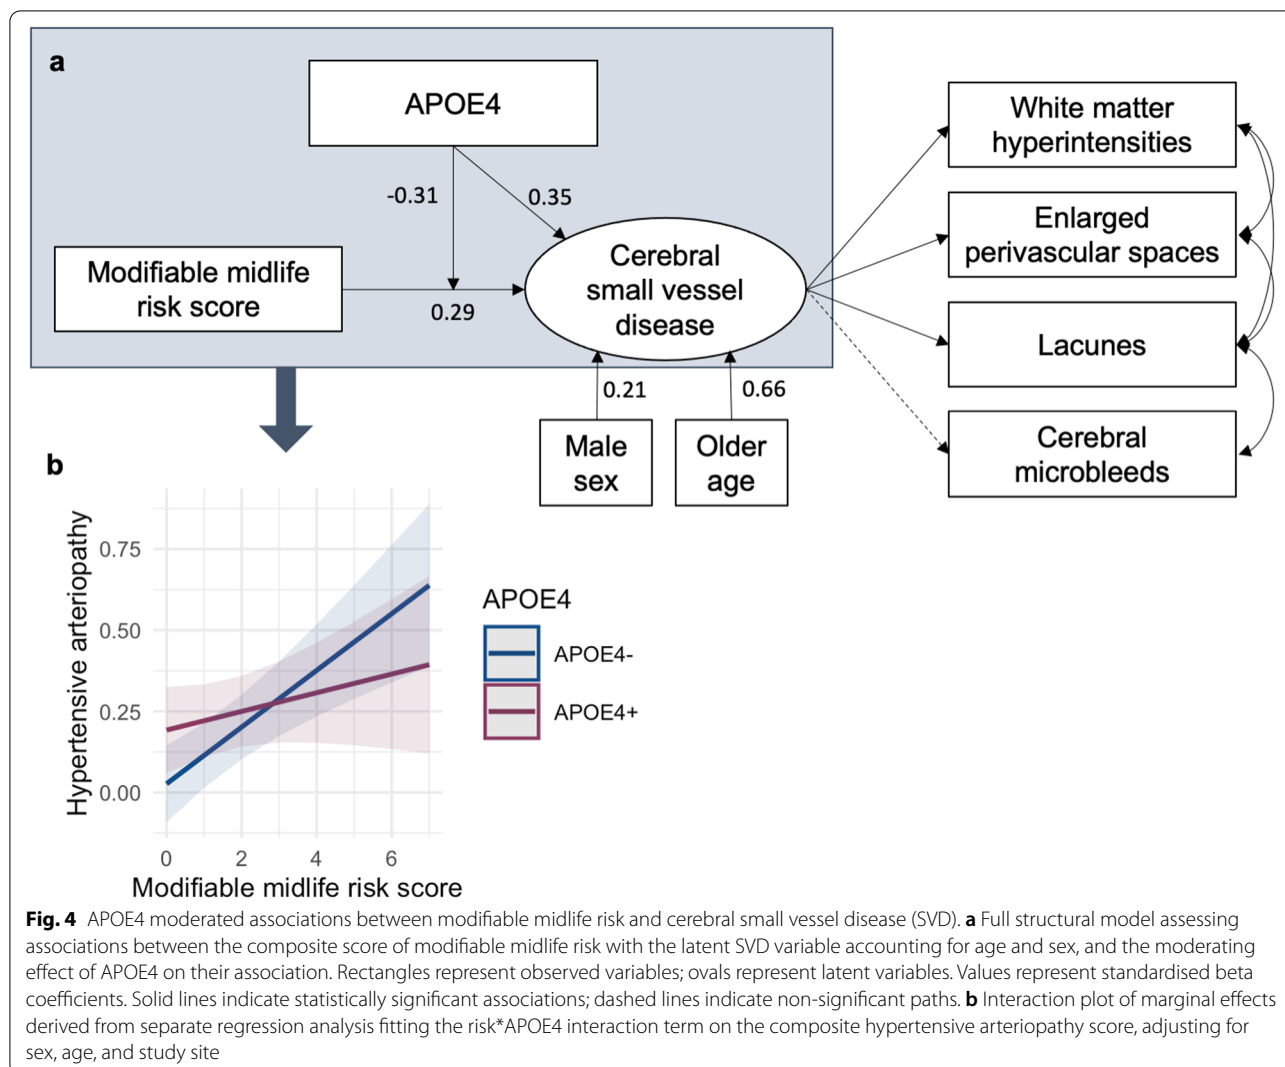 a
APOE4
-0.31
0.35
Modifiable midlife
risk score
0.29
Cerebral
small vessel
disease
0.21
0.66
Male
sex
Older
age
White matter
hyperintensities
Enlarged
perivascular spaces
Lacunes
Cerebral
microbleeds
b
Hypertensive arteriopathy
0.75
0.50
0.25
0.00
0 2 4 6
Modifiable midlife risk score
APOE4
APOE4-
APOE4+
Fig. 4 APOE4 moderated associations between modifiable midlife risk and cerebral small vessel disease (SVD). a Full structural model assessing
associations between the composite score of modifiable midlife risk with the latent SVD variable accounting for age and sex, and the moderating
effect of APOE4 on their association. Rectangles represent observed variables; ovals represent latent variables. Values represent standardised beta
coefficients. Solid lines indicate statistically significant associations; dashed lines indicate non-significant paths. b Interaction plot of marginal effects
derived from separate regression analysis fitting the risk*APOE4 interaction term on the composite hypertensive arteriopathy score, adjusting for
sex, age, and study site